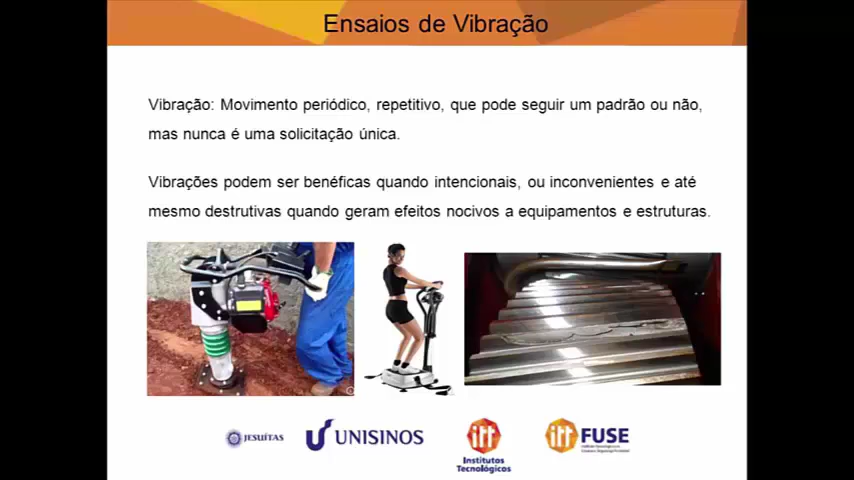 Ensaios de Vibração
Vibração: Movimento periódico, repetitivo, que pode seguir um padrão ou não,
mas nunca é uma solicitação única.
Vibrações podem ser benéficas quando intencionais, ou inconvenientes e até
mesmo destrutivas quando geram efeitos nocivos a equipamentos e estruturas.
JESUÍTAS
UNISINOS
itt
Institutos
Tecnológicos
itt FUSE